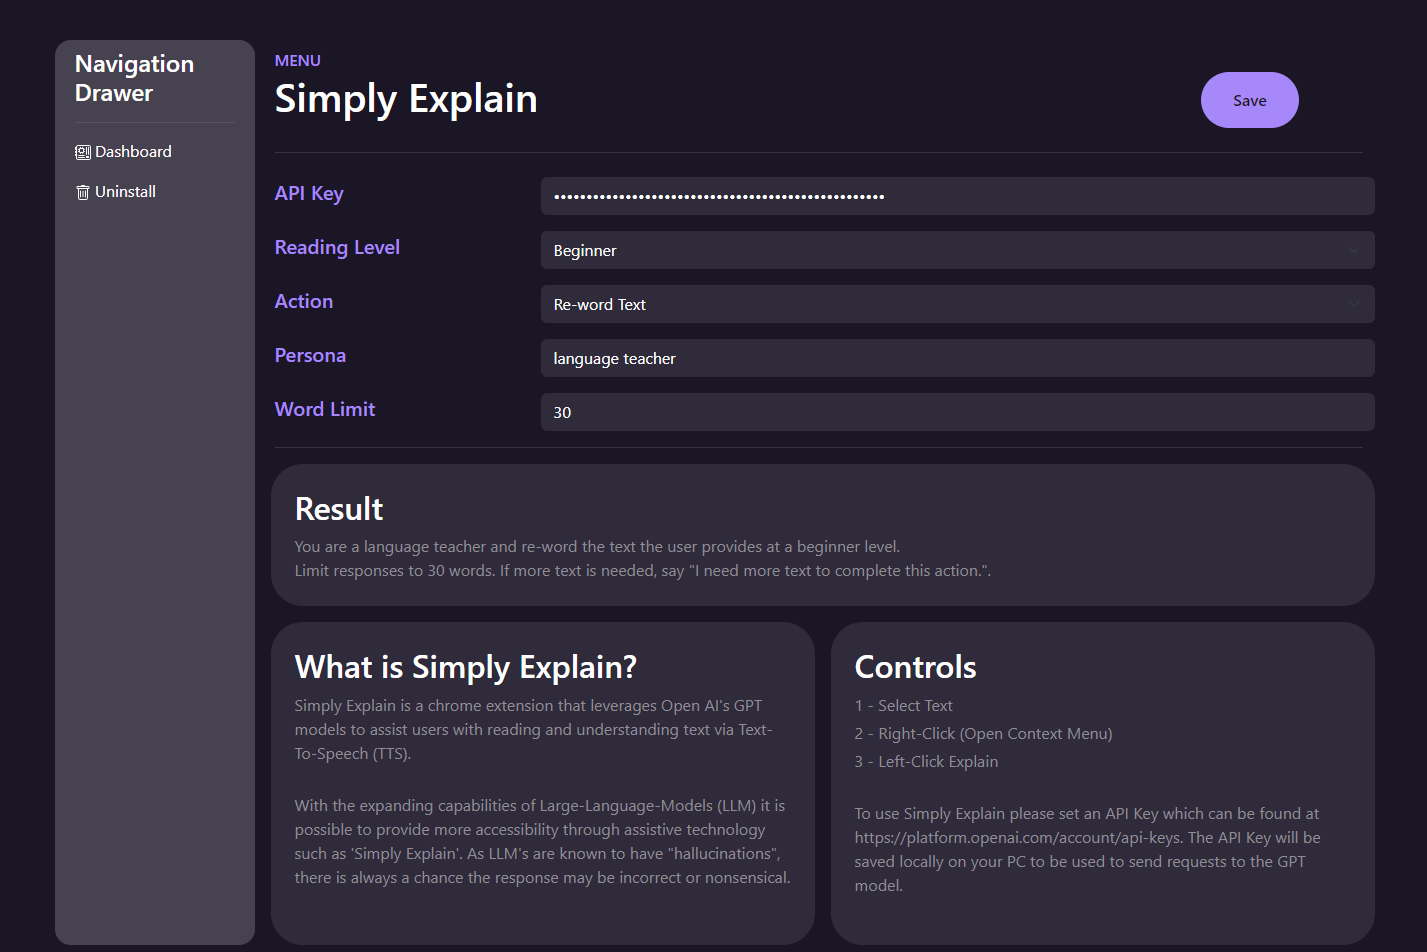 Navigation
Drawer
Dashboard
Uninstall
MENU
Simply Explain
Save
API Key
••••••••••••••••••••••••••••••••••••••••••••••••••••
Reading Level
Beginner
Action
Re-word Text
Persona
language teacher
Word Limit
30
Result
You are a language teacher and re-word the text the user provides at a beginner level.
Limit responses to 30 words. If more text is needed, say "I need more text to complete this action.".
What is Simply Explain?
Simply Explain is a chrome extension that leverages Open AI's GPT
models to assist users with reading and understanding text via Text-
To-Speech (TTS).
With the expanding capabilities of Large-Language-Models (LLM) it is
possible to provide more accessibility through assistive technology
such as 'Simply Explain'. As LLM's are known to have "hallucinations",
there is always a chance the response may be incorrect or nonsensical.
Controls
1 - Select Text
2 - Right-Click (Open Context Menu)
3 - Left-Click Explain
To use Simply Explain please set an API Key which can be found at
https://platform.openai.com/account/api-keys. The API Key will be
saved locally on your PC to be used to send requests to the GPT
model.